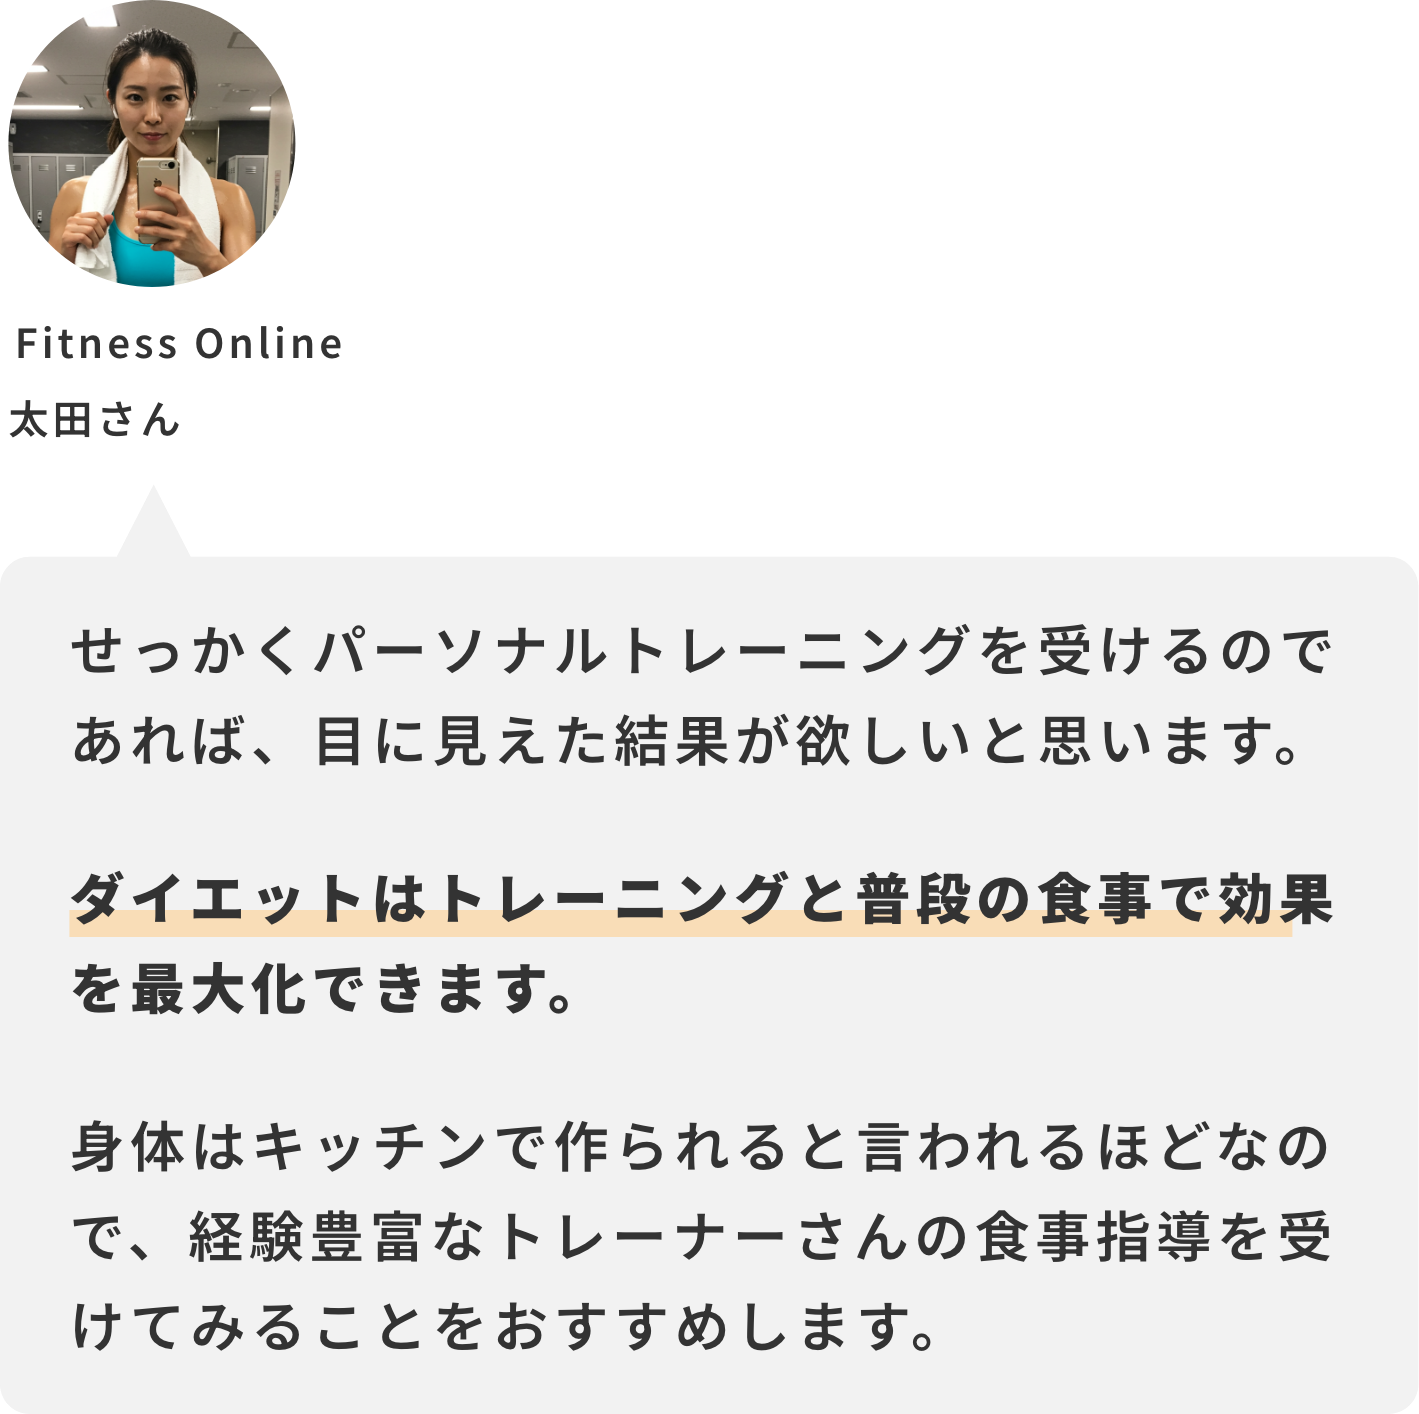 Fitness Online
太田さん
せっかくパーソナルトレーニングを受けるので
あれば、目に見えた結果が欲しいと思います。
ダイエットはトレーニングと普段の食事で効果
を最大化できます。
身体はキッチンで作られると言われるほどなの
で、経験豊富なトレーナーさんの食事指導を受
けてみることをおすすめします。